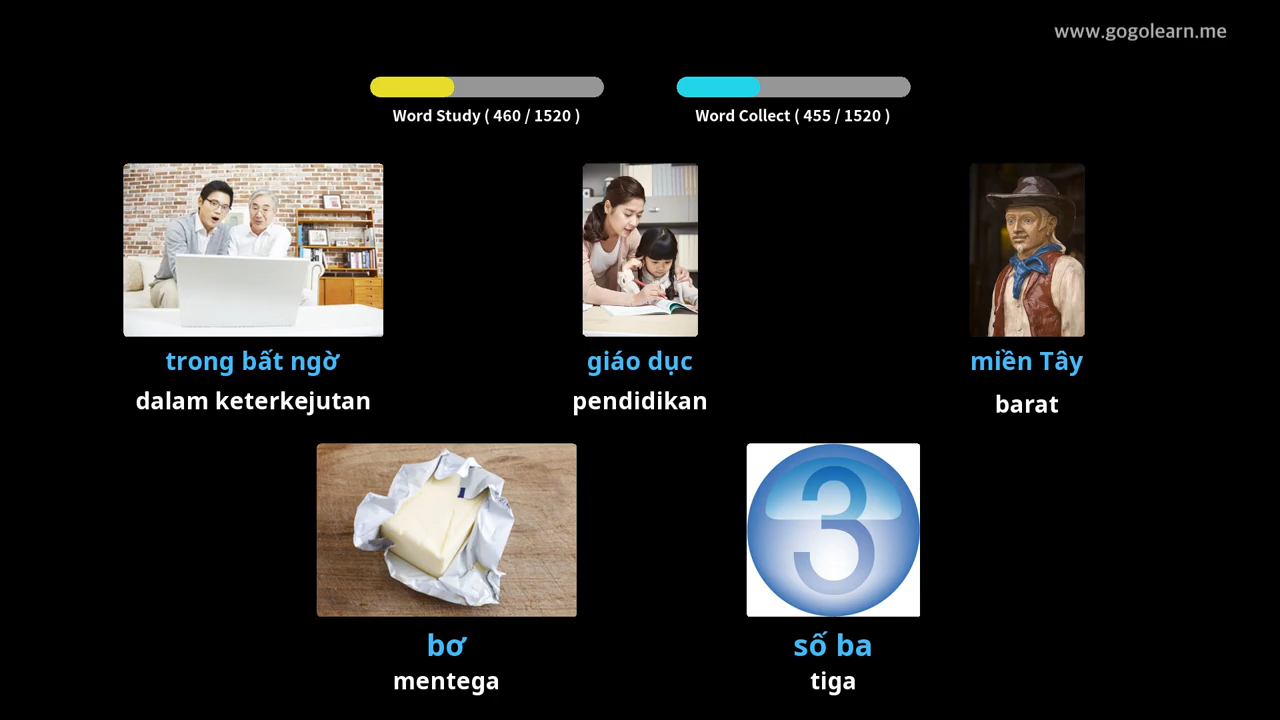 www.gogolearn.me
Word Study ( 460 / 1520 )
Word Collect ( 455 / 1520 )
trong bất ngờ
dalam keterkejutan
giáo dục
pendidikan
miền Tây
barat
bơ
mentega
3
số ba
tiga